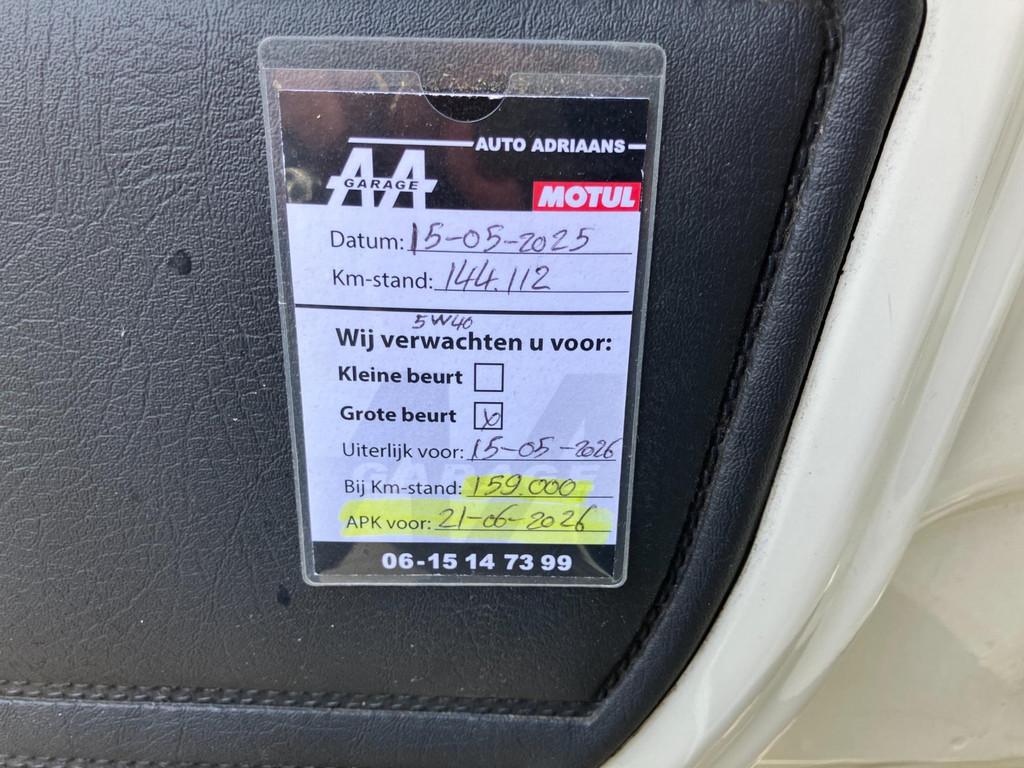 AUTO ADRIAANS
AA
GARAGE
MOTUL
Datum: 15-05-2025
Km-stand: 144.112
5W40
Wij verwachten u voor:
Kleine beurt
Grote beurt x
Uiterlijk voor: 15-05-2026
Bij Km-stand: 159.000
APK voor: 21-06-2026
06-15 14 73 99